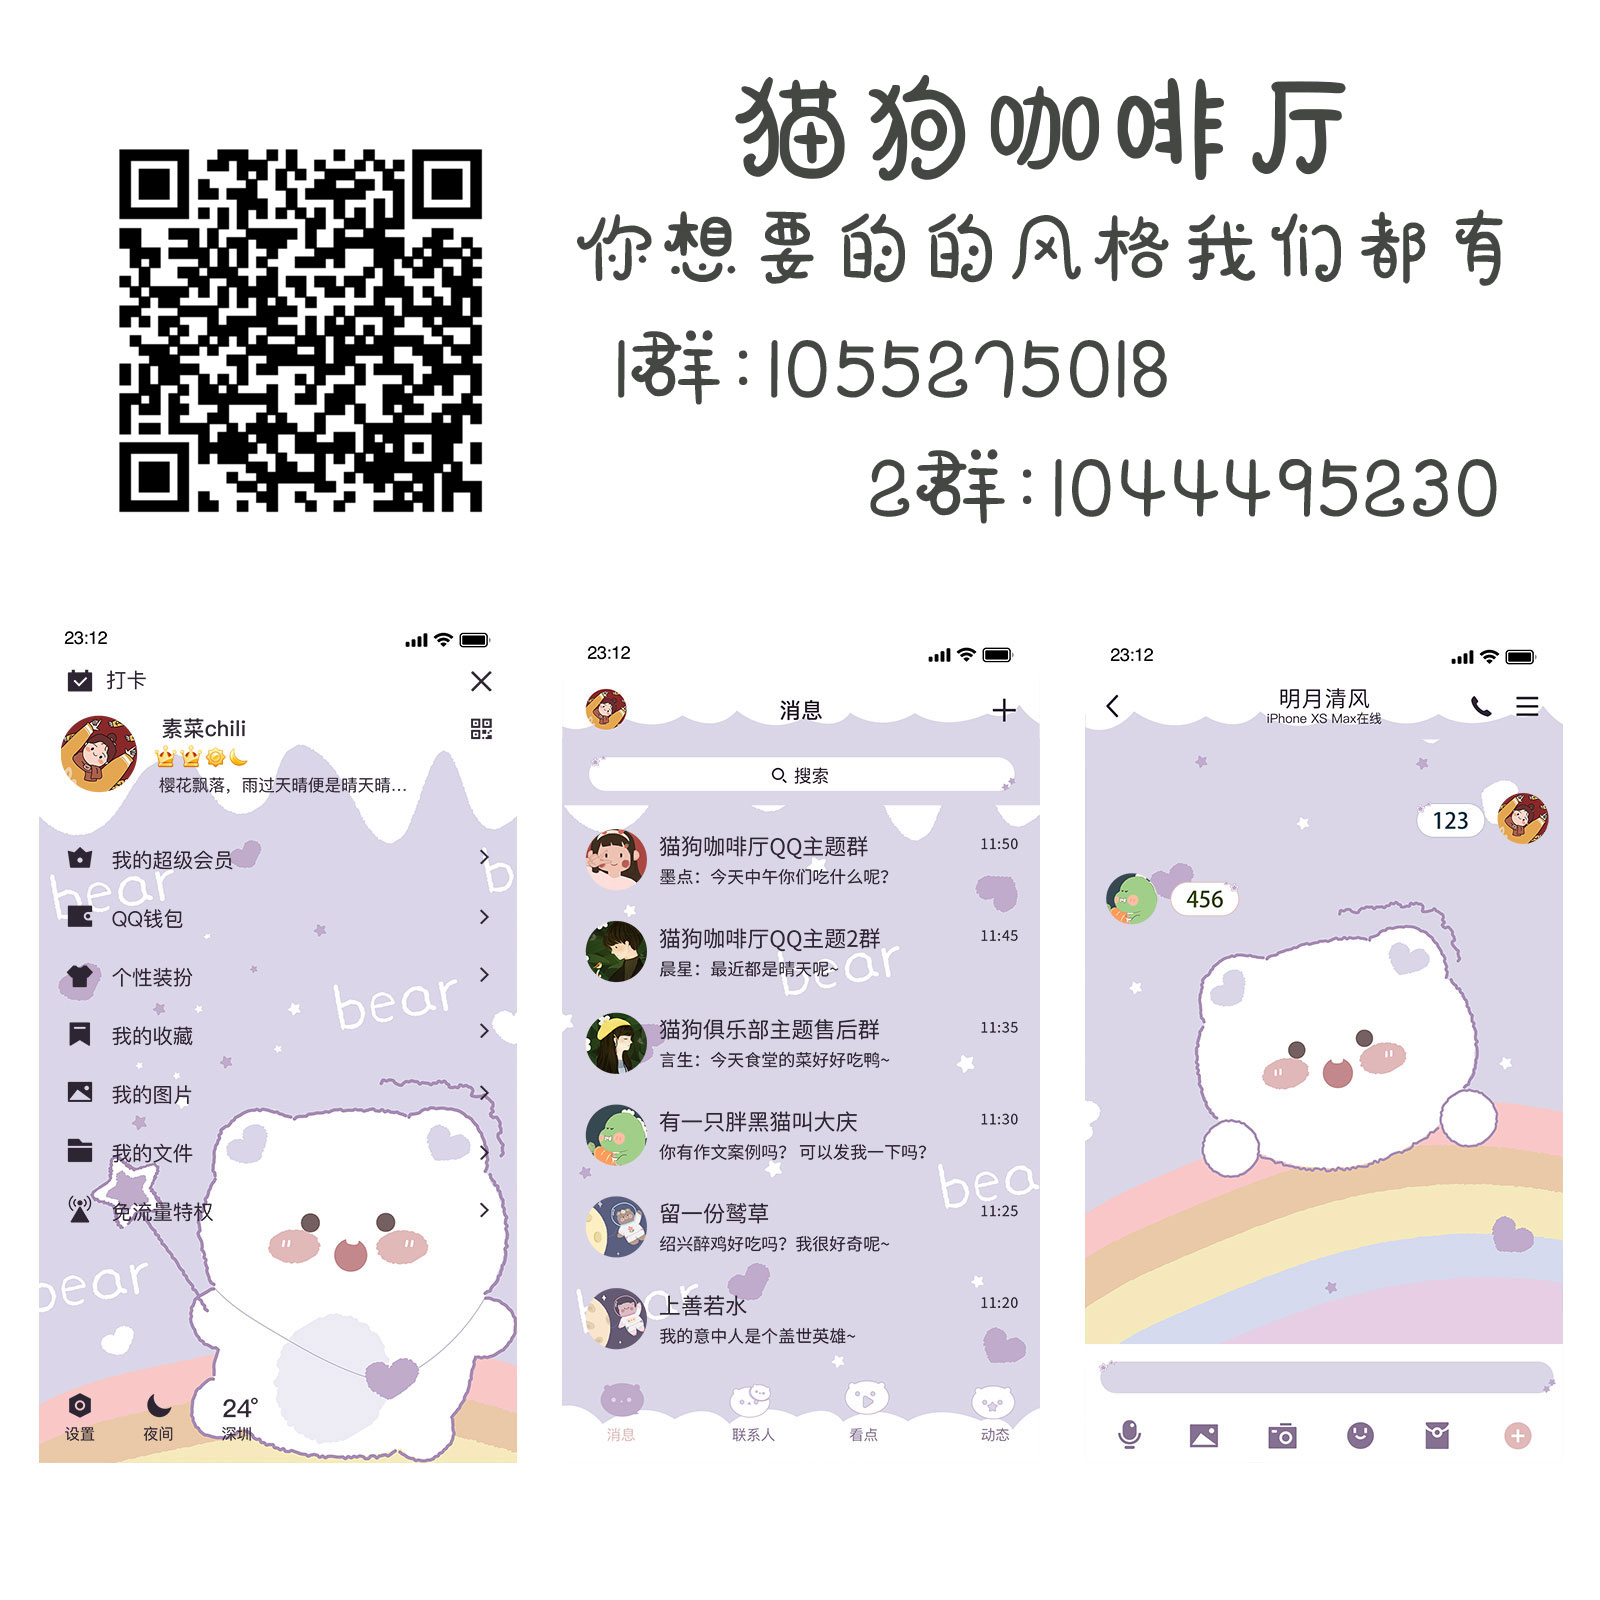 猫狗咖啡厅
你想要的的风格我们都有
1群:1055275018
2群:1044495230
23:12
打卡
素菜chili
樱花飘落，雨过天晴便是晴天晴...
我的超级会员
bear
b
QQ钱包
个性装扮
bear
我的收藏
我的图片
我的文件
免流量特权
bear
24°
设置
夜间
深圳
23:12
消息
搜索
猫狗咖啡厅QQ主题群
11:50
墨点：今天中午你们吃什么呢？
猫狗咖啡厅QQ主题2群
11:45
晨星：最近都是晴天呢~
bear
猫狗俱乐部主题售后群
11:35
言生：今天食堂的菜好好吃鸭~
有一只胖黑猫叫大庆
11:30
你有作文案例吗？ 可以发我一下吗？
bea
留一份鹫草
11:25
绍兴醉鸡好吃吗？我很好奇呢~
bear
上善若水
11:20
我的意中人是个盖世英雄~
消息
联系人
看点
动态
23:12
明月清风
iPhone XS Max在线
123
456